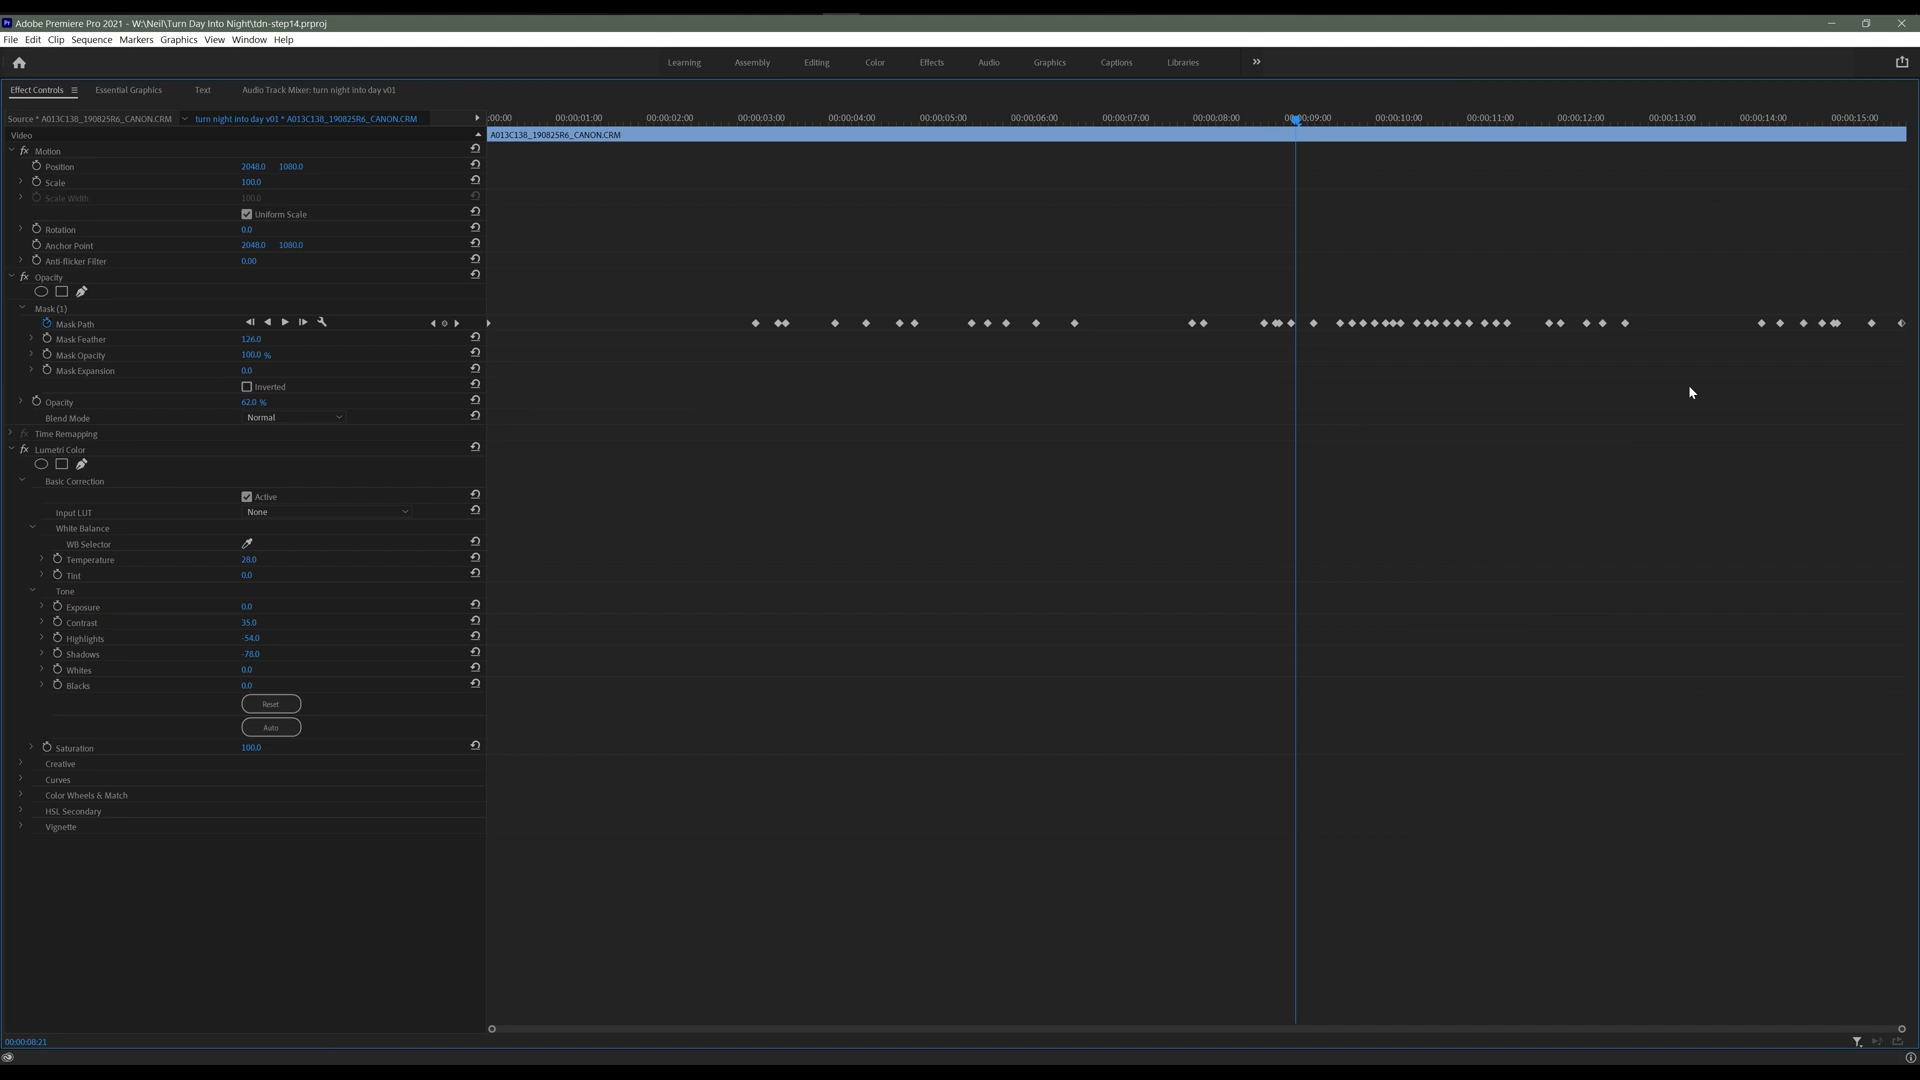 Pr Adobe Premiere Pro 2021 - W:\Neil\Turn Day Into Night\tdn-step14.prproj
File Edit Clip Sequence Markers Graphics View Window Help
Learning Assembly Editing Color Effects Audio Graphics Captions Libraries
Effect Controls Essential Graphics Text Audio Track Mixer: turn night into day v01
Source * A013C138_190825R6_CANON.CRM turn night into day v01 * A013C138_190825R6_CANON.CRM :00:00 00:00:01:00 00:00:02:00 00:00:03:00 00:00:04:00 00:00:05:00 00:00:06:00 00:00:07:00 00:00:08:00 00:00:09:00 00:00:10:00 00:00:11:00 00:00:12:00 00:00:13:00 00:00:14:00 00:00:15:00
Video A013C138_190825R6_CANON.CRM
fx Motion
Position 2048.0 1080.0
Scale 100.0
Scale Width 100.0
Uniform Scale
Rotation 0.0
Anchor Point 2048.0 1080.0
Anti-flicker Filter 0.00
fx Opacity
Mask (1)
Mask Path
Mask Feather 126.0
Mask Opacity 100.0 %
Mask Expansion 0.0
Inverted
Opacity 62.0 %
Blend Mode Normal
fx Time Remapping
fx Lumetri Color
Basic Correction
Active
Input LUT None
White Balance
WB Selector
Temperature 28.0
Tint 0.0
Tone
Exposure 0.0
Contrast 35.0
Highlights -54.0
Shadows -78.0
Whites 0.0
Blacks 0.0
Reset
Auto
Saturation 100.0
Creative
Curves
Color Wheels & Match
HSL Secondary
Vignette
00:00:08:21